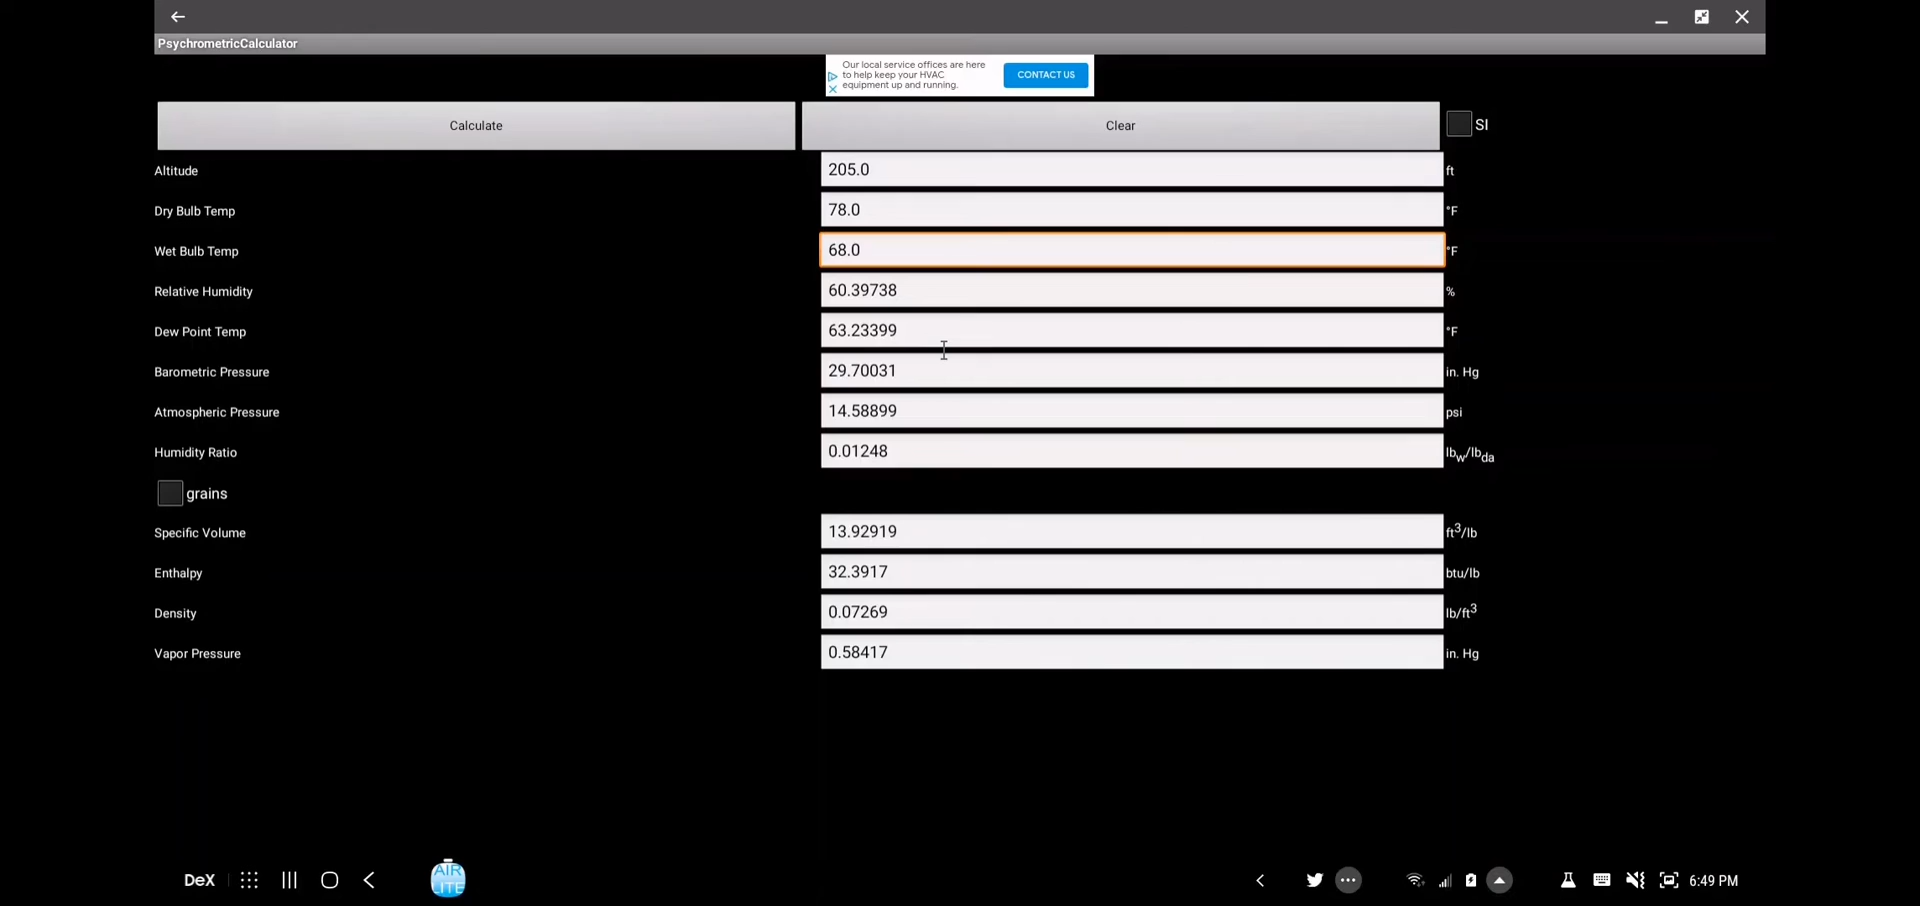 PsychrometricCalculator
Our local service offices are here
to help keep your HVAC
equipment up and running.
CONTACT US
Calculate
Clear
SI
Altitude 205.0 ft
Dry Bulb Temp 78.0 °F
Wet Bulb Temp 68.0 °F
Relative Humidity 60.39738 %
Dew Point Temp 63.23399 °F
Barometric Pressure 29.70031 in. Hg
Atmospheric Pressure 14.58899 psi
Humidity Ratio 0.01248 lbw/lbda
grains
Specific Volume 13.92919 ft3/lb
Enthalpy 32.3917 btu/lb
Density 0.07269 lb/ft3
Vapor Pressure 0.58417 in. Hg
DeX
AIR
LITE
6:49 PM